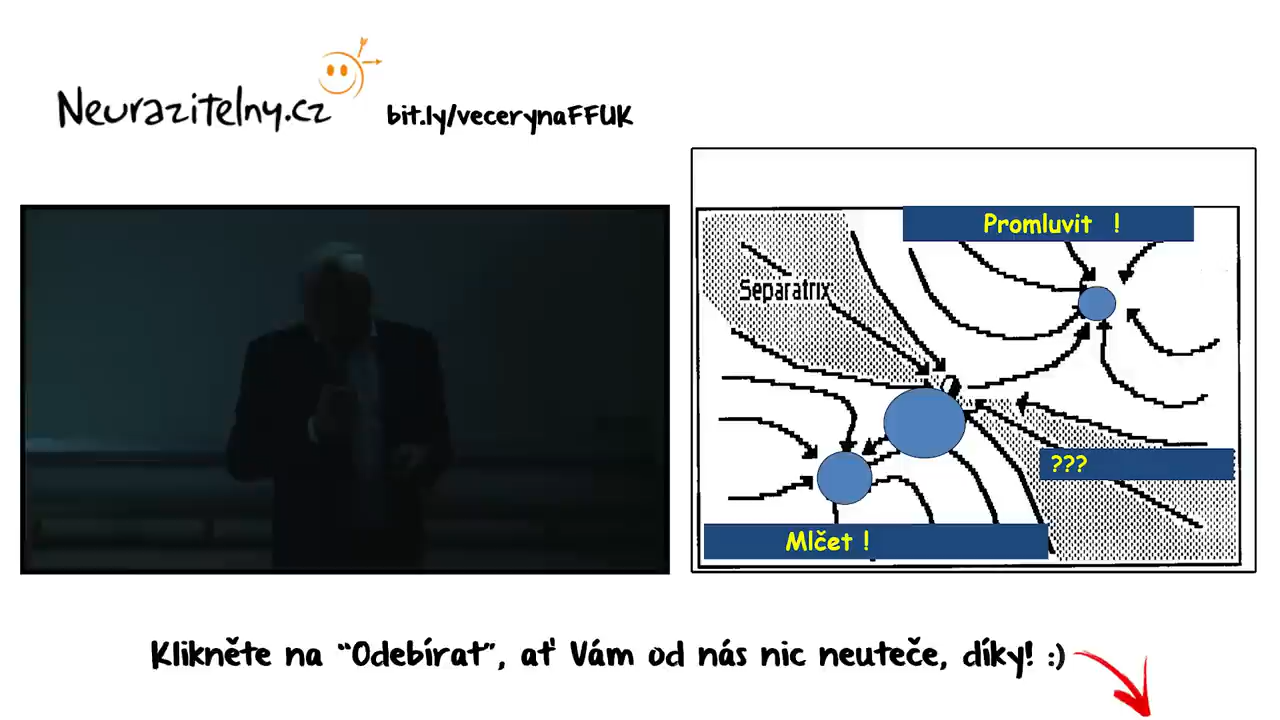 Neurazitelny.cz
bit.ly/vecerynaFFUK
Promluvit !
Separatrix
???
Mlčet !
Klikněte na “Odebírat”, ať Vám od nás nic neuteče, díky! :)